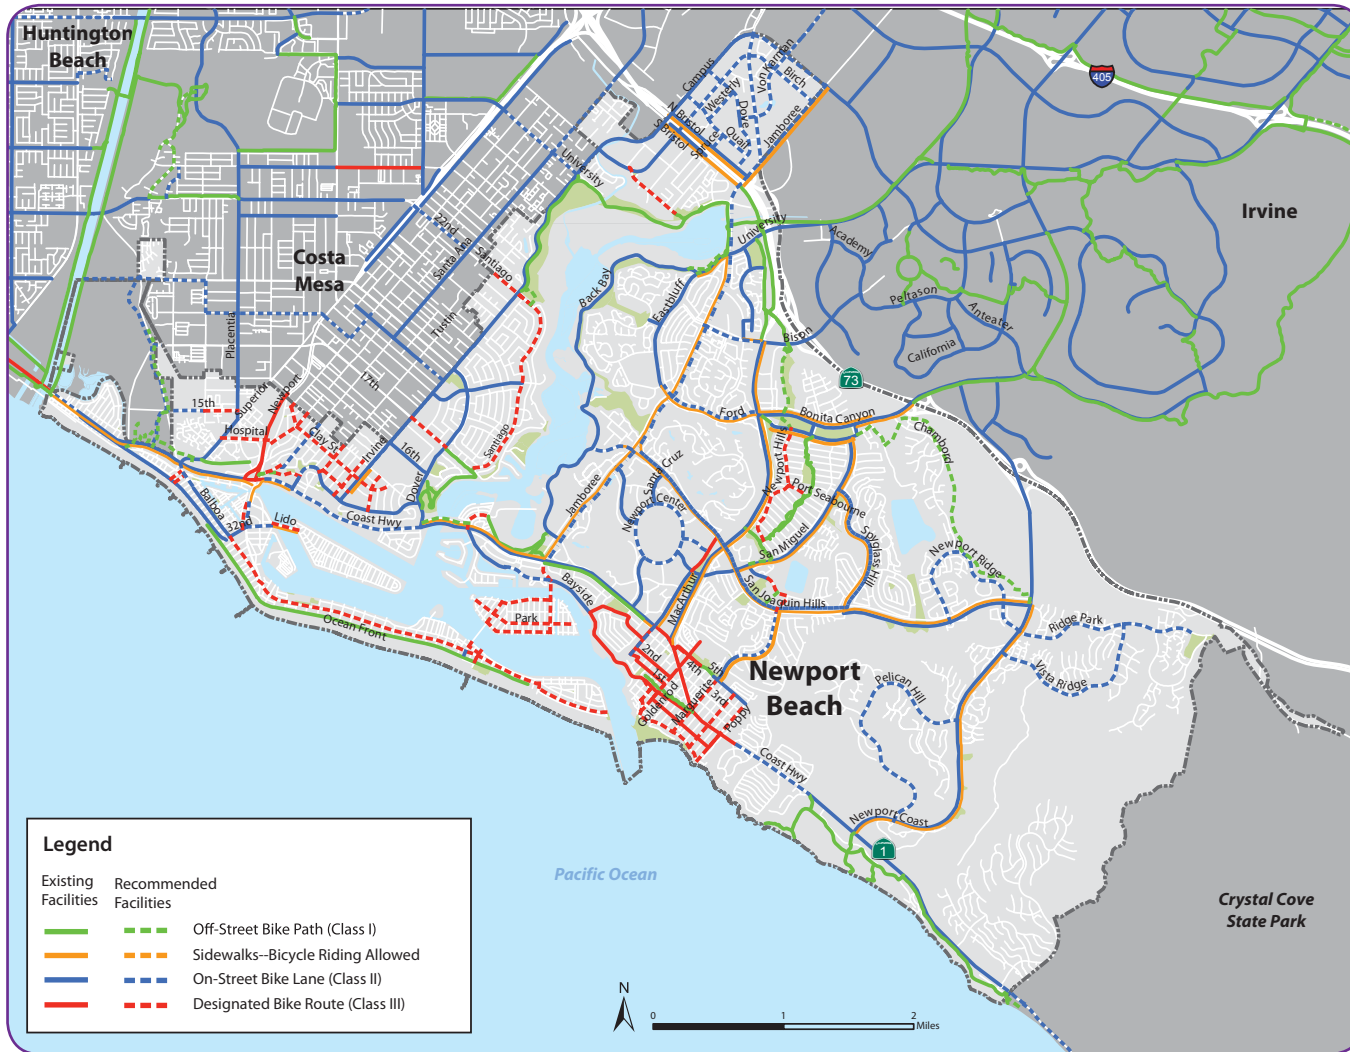 Huntington
Beach
Costa
Mesa
Irvine
Newport
Beach
Crystal Cove
State Park
Pacific Ocean
405
73
1
Campus
Westerly
Von Karman
Birch
Dove
Quail
Spruce
N Bristol
S Bristol
Jamboree
University
22nd
Santa Ana
Santiago
Tustin
17th
Placentia
Superior
Newport
15th
Hospital
Clay St
Irvine
16th
Dover
Santiago
Back Bay
Eastbluff
University
Academy
Peltason
Anteater
California
Bison
Ford
Bonita Canyon
Chambord
Newport Hills
Port Seabourne
San Miguel
Spyglass Hill
Newport Ridge
San Joaquin Hills
Ridge Park
Vista Ridge
Pelican Hill
Newport Coast
Coast Hwy
Santa Cruz
Newport Center
Jamboree
MacArthur
Bayside
Coast Hwy
Balboa
32nd
Lido
Park
Ocean Front
2nd
1st
4th
5th
3rd
Goldenrod
Marguerite
Poppy
Legend
Existing
Facilities
Recommended
Facilities
Off-Street Bike Path (Class I)
Sidewalks--Bicycle Riding Allowed
On-Street Bike Lane (Class II)
Designated Bike Route (Class III)
N
0
1
2
Miles